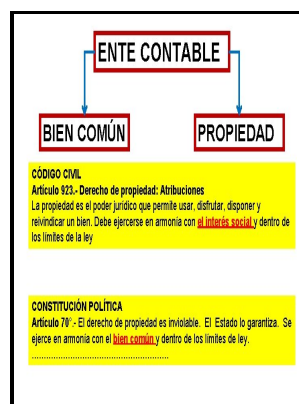 ENTE CONTABLE
BIEN COMÚN
PROPIEDAD
CÓDIGO CIVIL
Artículo 923.- Derecho de propiedad: Atribuciones
La propiedad es el poder jurídico que permite usar, disfrutar, disponer y
reivindicar un bien. Debe ejercerse en armonía con el interés social y dentro de
los límites de la ley
CONSTITUCIÓN POLÍTICA
Artículo 70°.- El derecho de propiedad es inviolable. El Estado lo garantiza. Se
ejerce en armonía con el bien común y dentro de los límites de ley.
........................................................